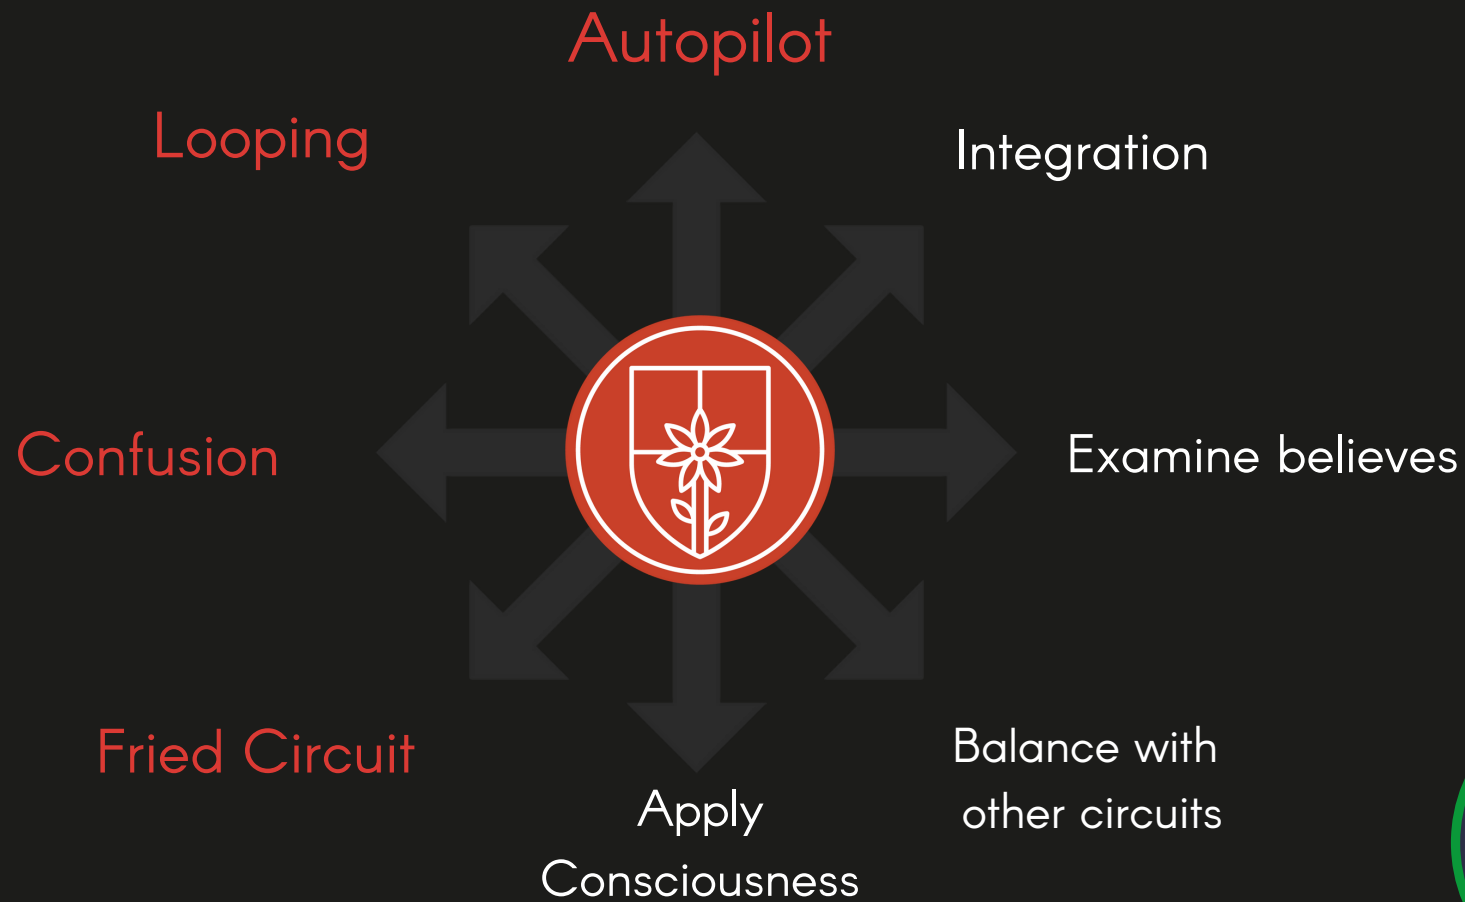 Autopilot
Looping
Integration
Confusion
Examine believes
Fried Circuit
Balance with
other circuits
Apply
Consciousness